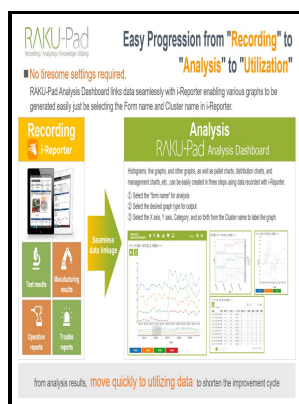 RAKU-Pad
Recording/Analyzing/Knowledge Utilizing
Easy Progression from "Recording" to
"Analysis" to "Utilization"
■No tiresome settings required.
RAKU-Pad Analysis Dashboard links data seamlessly with i-Reporter enabling various graphs to be
generated easily just be selecting the Form name and Cluster name in i-Reporter.
Recording
i-Reporter
Test results
Manufacturing
results
Operation
reports
Trouble
reports
Seamless
data linkage
Analysis
RAKU-Pad Analysis Dashboard
Histograms, line graphs, and other graphs, as well as pallet charts, distribution charts, and
management charts, etc., can be easily created in three steps using data recorded with i-Reporter.
① Select the "form name" for analysis
② Select the desired graph type for output
③ Select the X axis, Y axis, Category, and so forth from the Cluster name to label the graph
from analysis results, move quickly to utilizing data to shorten the improvement cycle